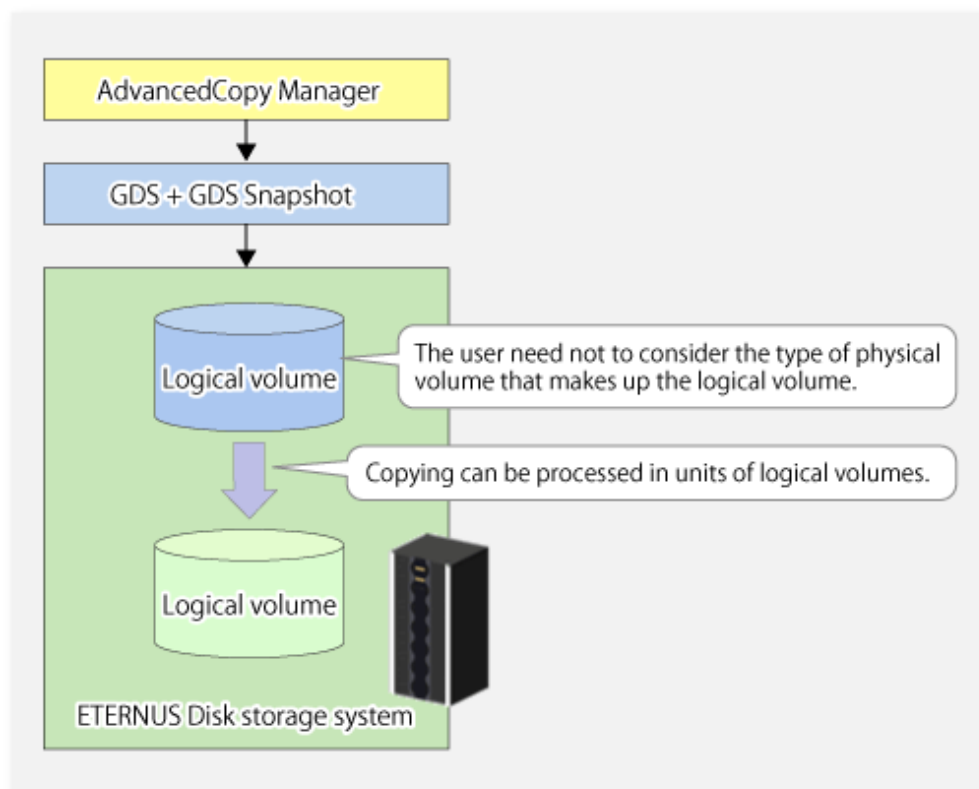 AdvancedCopy Manager
GDS + GDS Snapshot
Logical volume
The user need not to consider the type of physical
volume that makes up the logical volume.
Copying can be processed in units of logical volumes.
Logical volume
ETERNUS Disk storage system